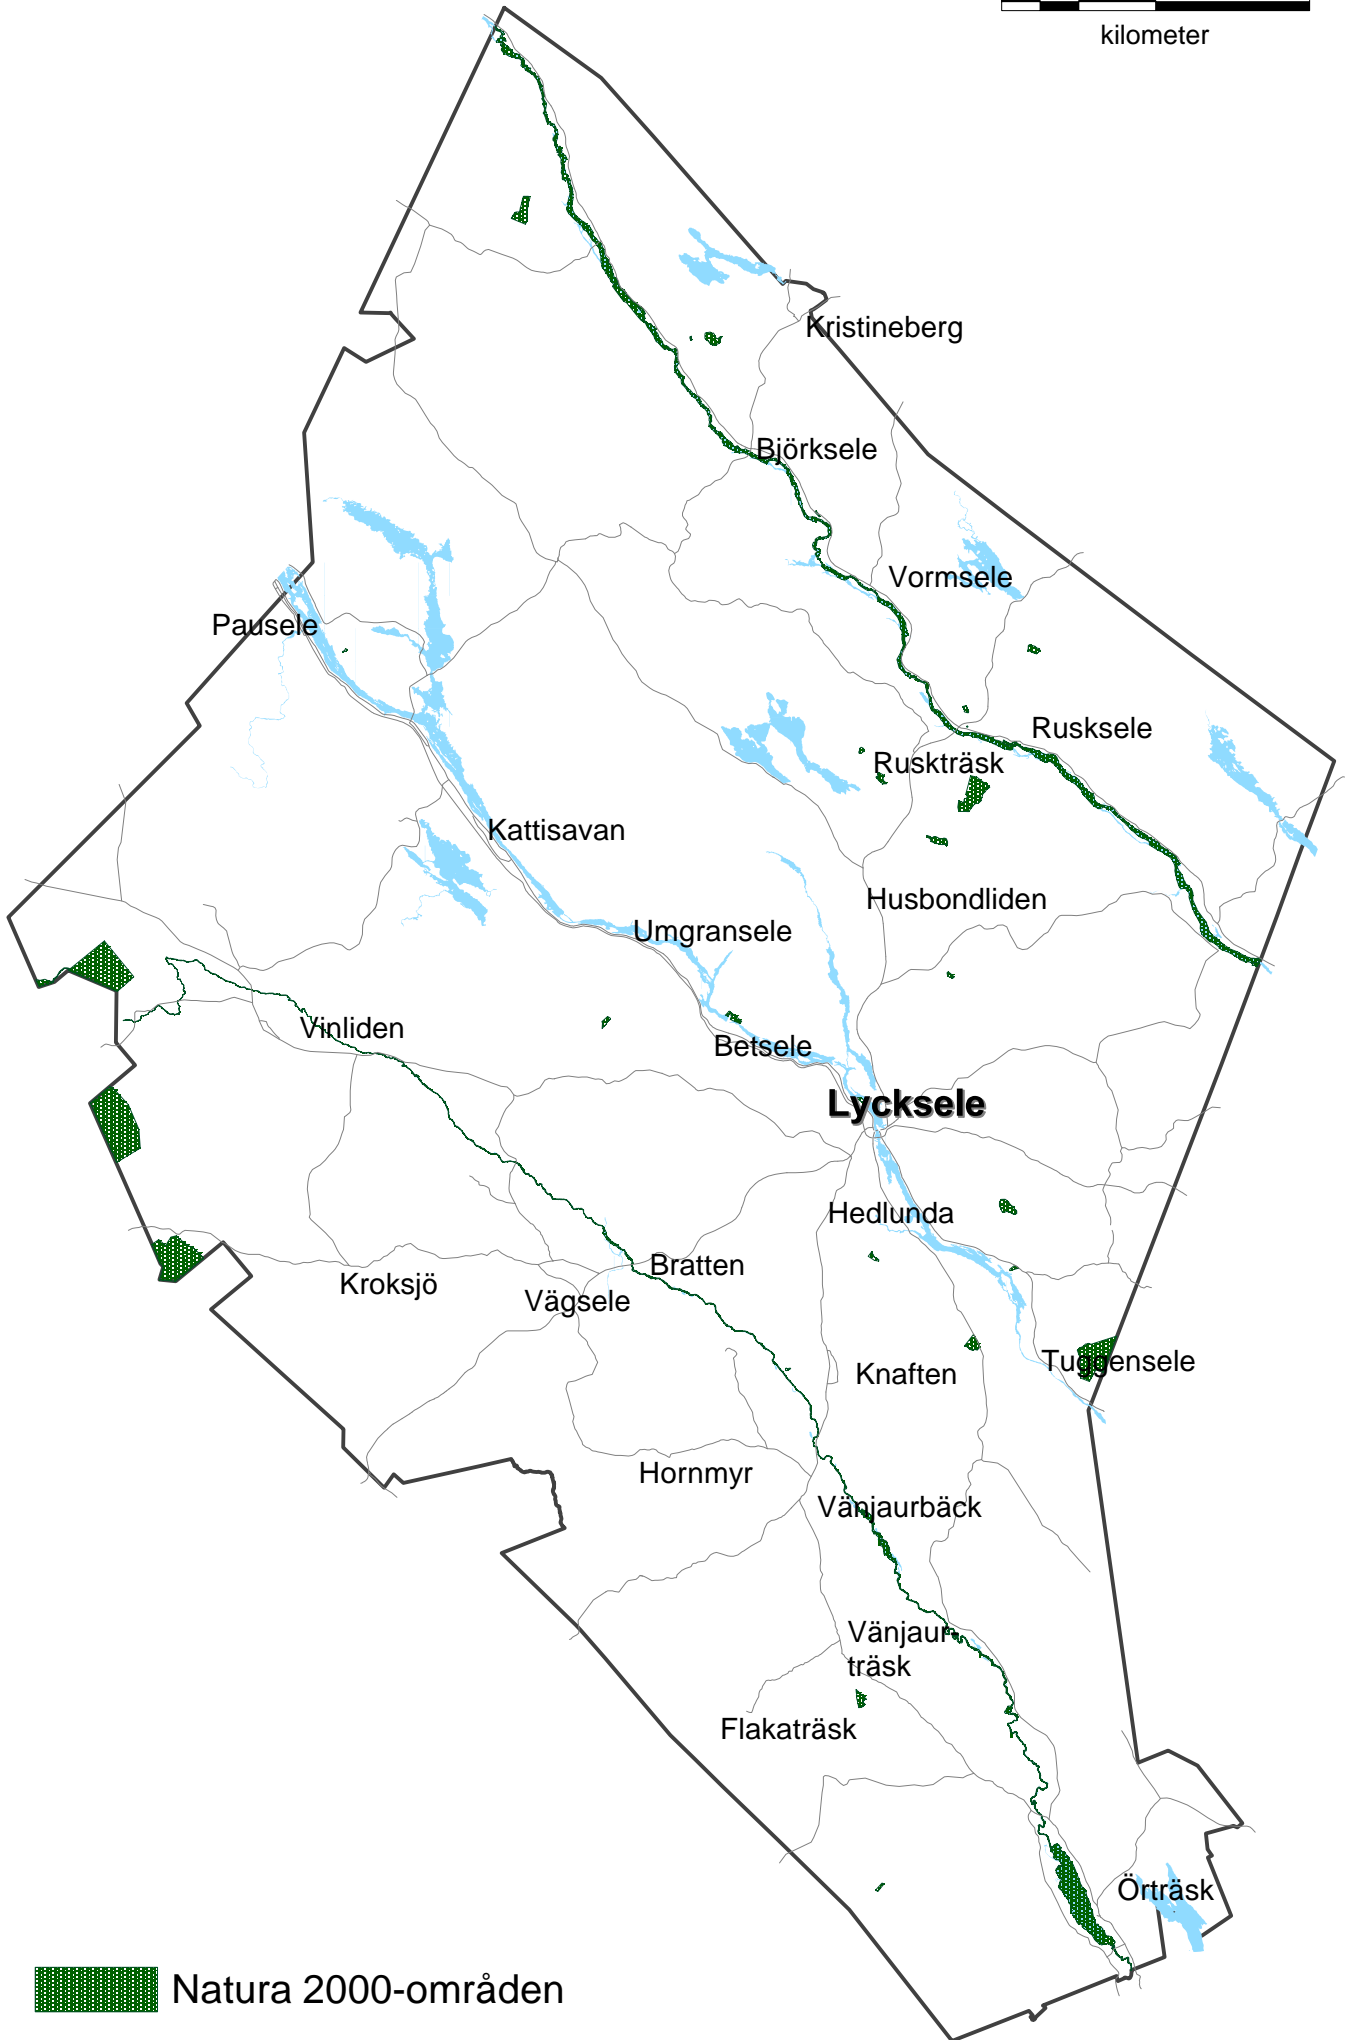 kilometer
Kristineberg
Björksele
Vormsele
Pausele
Rusksele
Ruskträsk
Kattisavan
Husbondliden
Umgransele
Vinliden
Betsele
Lycksele
Hedlunda
Bratten
Kroksjö
Vägsele
Tuggensele
Knaften
Hornmyr
Vänjaurbäck
Vänjaur-
träsk
Flakaträsk
Örträsk
Natura 2000-områden